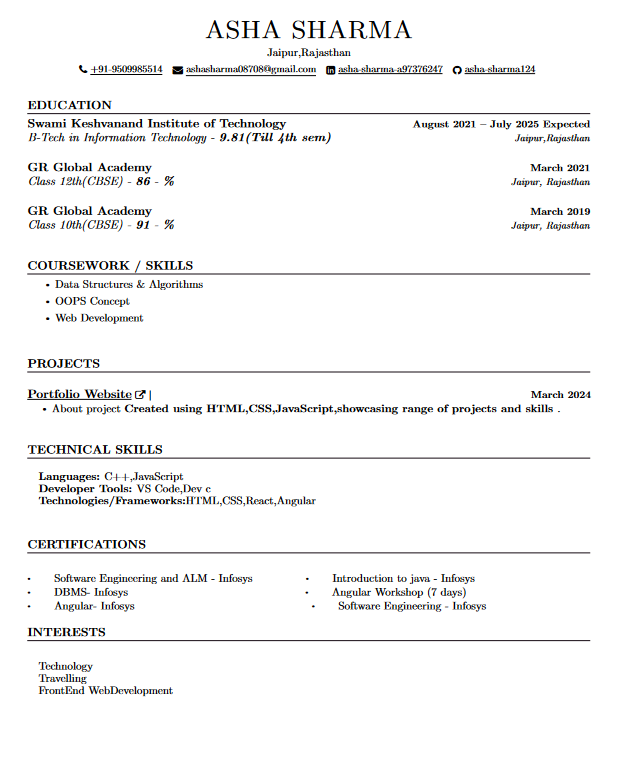 ASHA SHARMA
Jaipur,Rajasthan
+91-9509985514 ashasharma08708@gmail.com asha-sharma-a97376247 asha-sharma124
EDUCATION
Swami Keshvanand Institute of Technology August 2021 – July 2025 Expected
B-Tech in Information Technology - 9.81(Till 4th sem) Jaipur,Rajasthan
GR Global Academy March 2021
Class 12th(CBSE) - 86 - % Jaipur, Rajasthan
GR Global Academy March 2019
Class 10th(CBSE) - 91 - % Jaipur, Rajasthan
COURSEWORK / SKILLS
• Data Structures & Algorithms
• OOPS Concept
• Web Development
PROJECTS
Portfolio Website | March 2024
• About project Created using HTML,CSS,JavaScript,showcasing range of projects and skills .
TECHNICAL SKILLS
Languages: C++,JavaScript
Developer Tools: VS Code,Dev c
Technologies/Frameworks:HTML,CSS,React,Angular
CERTIFICATIONS
• Software Engineering and ALM - Infosys • Introduction to java - Infosys
• DBMS- Infosys • Angular Workshop (7 days)
• Angular- Infosys • Software Engineering - Infosys
INTERESTS
Technology
Travelling
FrontEnd WebDevelopment